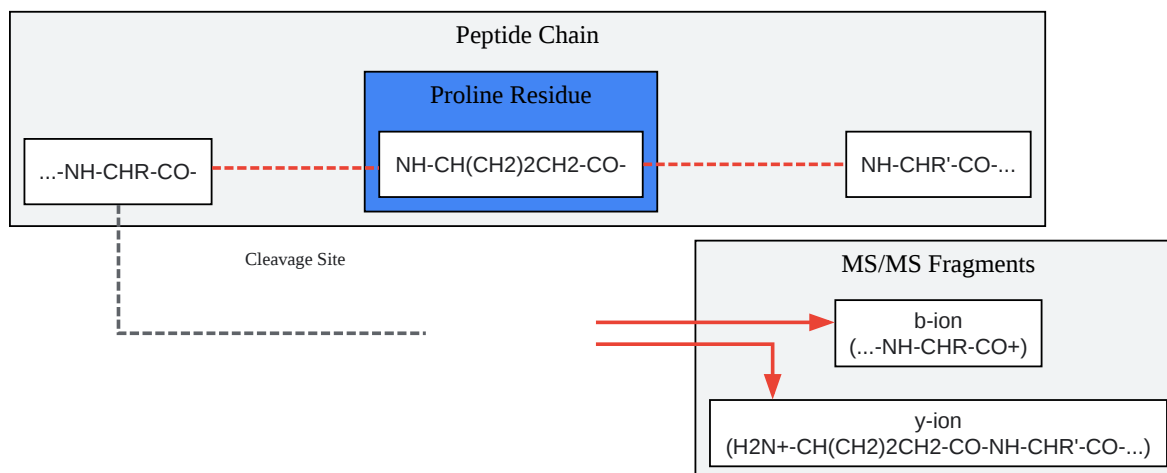 Peptide Chain
Proline Residue
...-NH-CHR-CO-
NH-CH(CH2)2CH2-CO-
NH-CHR'-CO-...
Cleavage Site
MS/MS Fragments
b-ion
(...-NH-CHR-CO+)
y-ion
(H2N+-CH(CH2)2CH2-CO-NH-CHR'-CO-...)